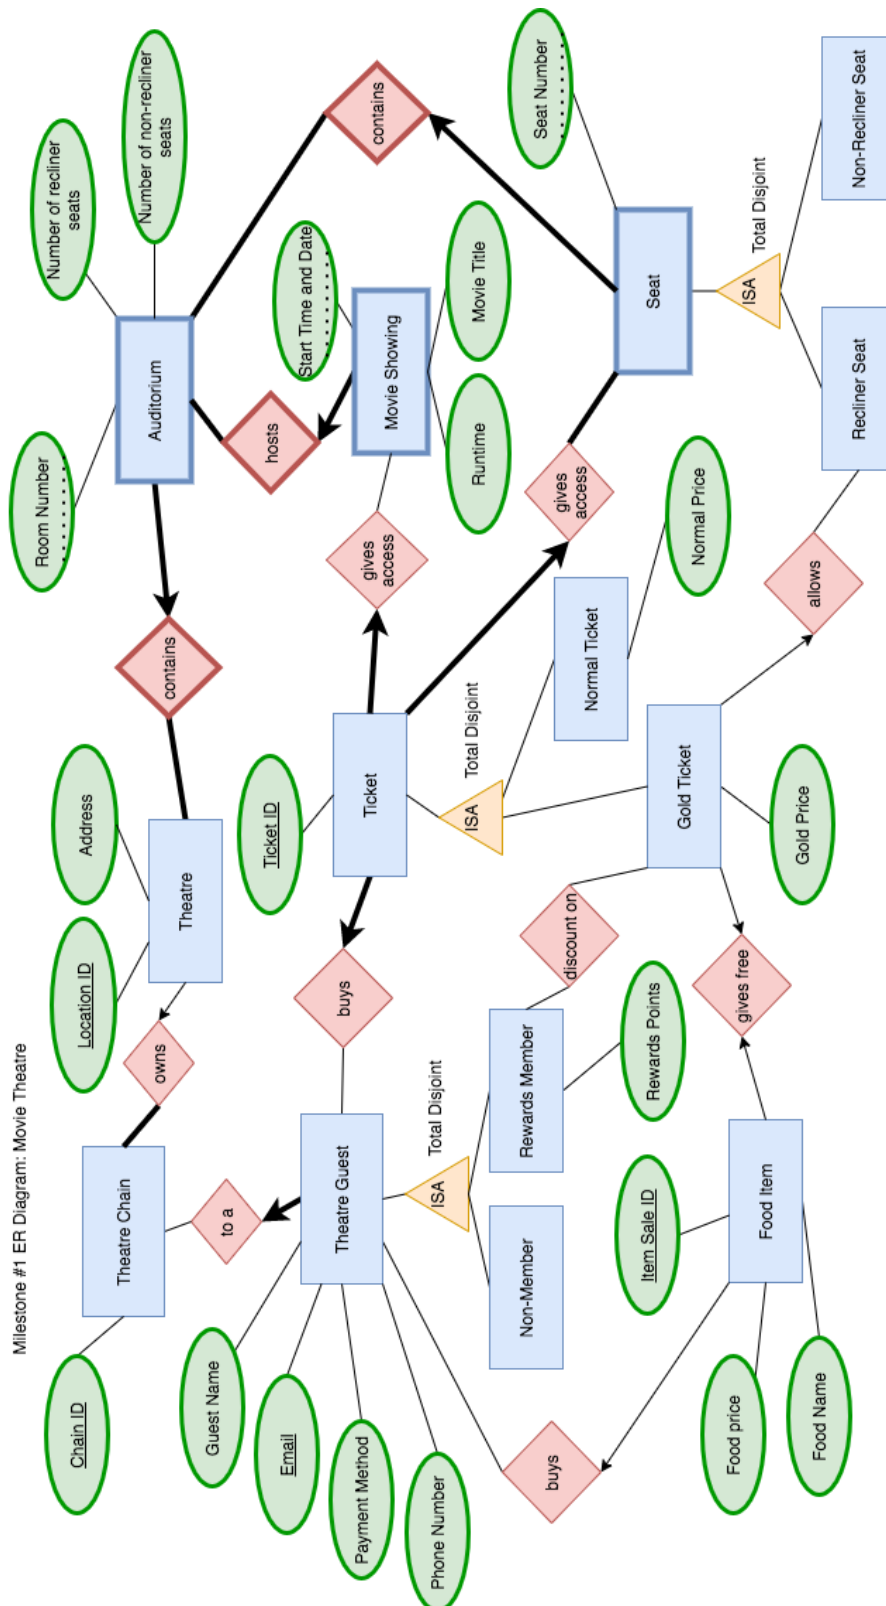 Milestone #1 ER Diagram: Movie Theatre
Chain ID
Theatre Chain
owns
Location ID
Address
Theatre
contains
Room Number
Number of recliner
seats
Number of non-recliner
seats
Auditorium
Guest Name
Email
Payment Method
Phone Number
to a
Theatre Guest
buys
Ticket ID
Ticket
gives
access
hosts
Start Time and Date
Movie Showing
Runtime
Movie Title
contains
ISA
Total Disjoint
Non-Member
Rewards Member
discount on
Rewards Points
ISA
Total Disjoint
Normal Ticket
Normal Price
gives
access
Seat Number
Seat
buys
Item Sale ID
Food price
Food Name
Food Item
gives free
Gold Ticket
Gold Price
allows
ISA
Total Disjoint
Recliner Seat
Non-Recliner Seat